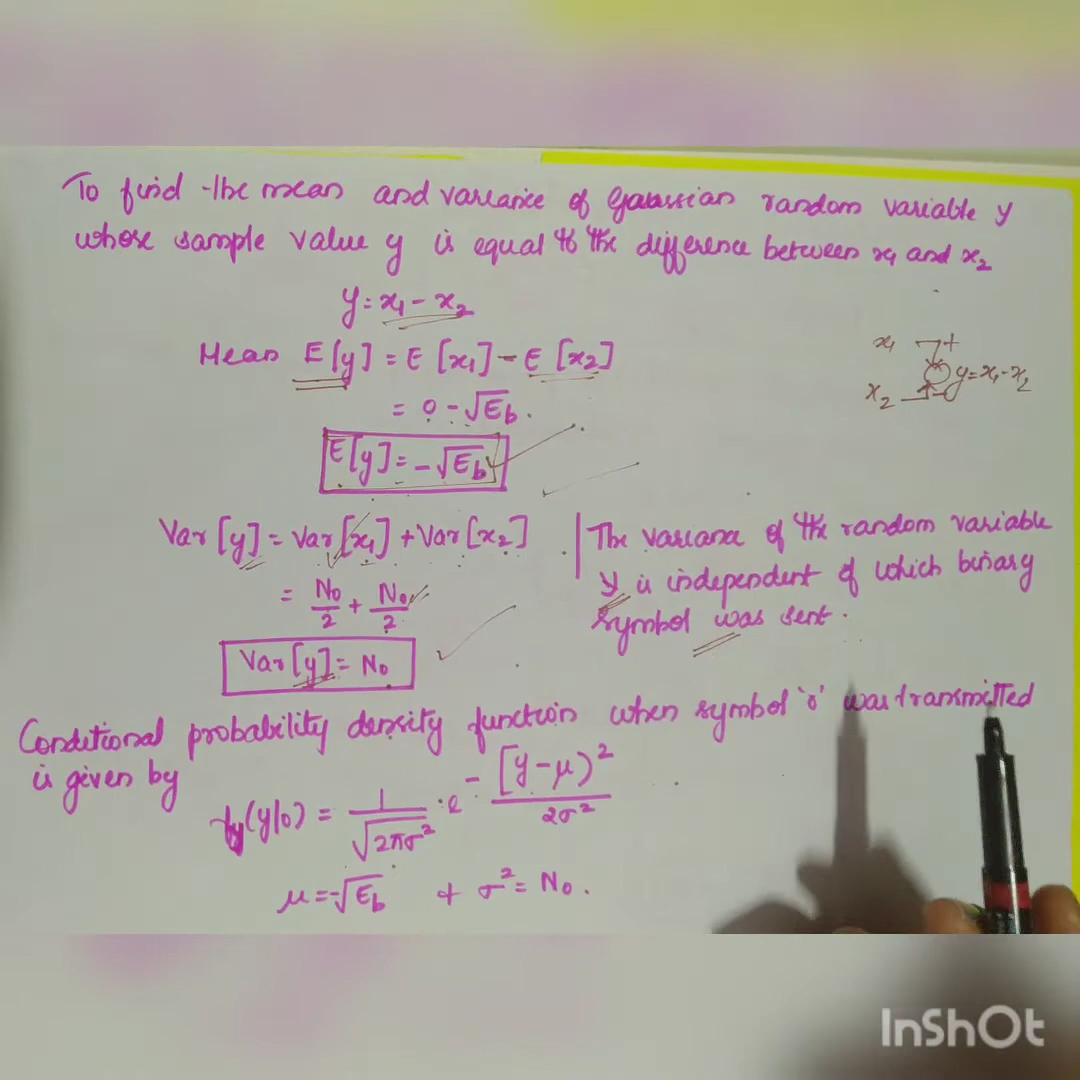 To find the mean and variance of Gaussian random variable y
whose sample value y is equal to the difference between x₁ and x₂
y = x₁ - x₂
Mean E[y] = E[x₁] - E[x₂]
= 0 - √E_b.
E[y] = -√E_b
x₁ +
x₂ - y = x₁ - x₂
Var[y] = Var[x₁] + Var[x₂]
= N₀/2 + N₀/2
Var[y] = N₀
The variance of the random variable
y is independent of which binary
symbol was sent.
Conditional probability density function when symbol '0' was transmitted
is given by
f_y(y|0) = 1/√(2πσ²) · e^-[y-μ)²/2σ²
μ = -√E_b & σ² = N₀.
InShOt